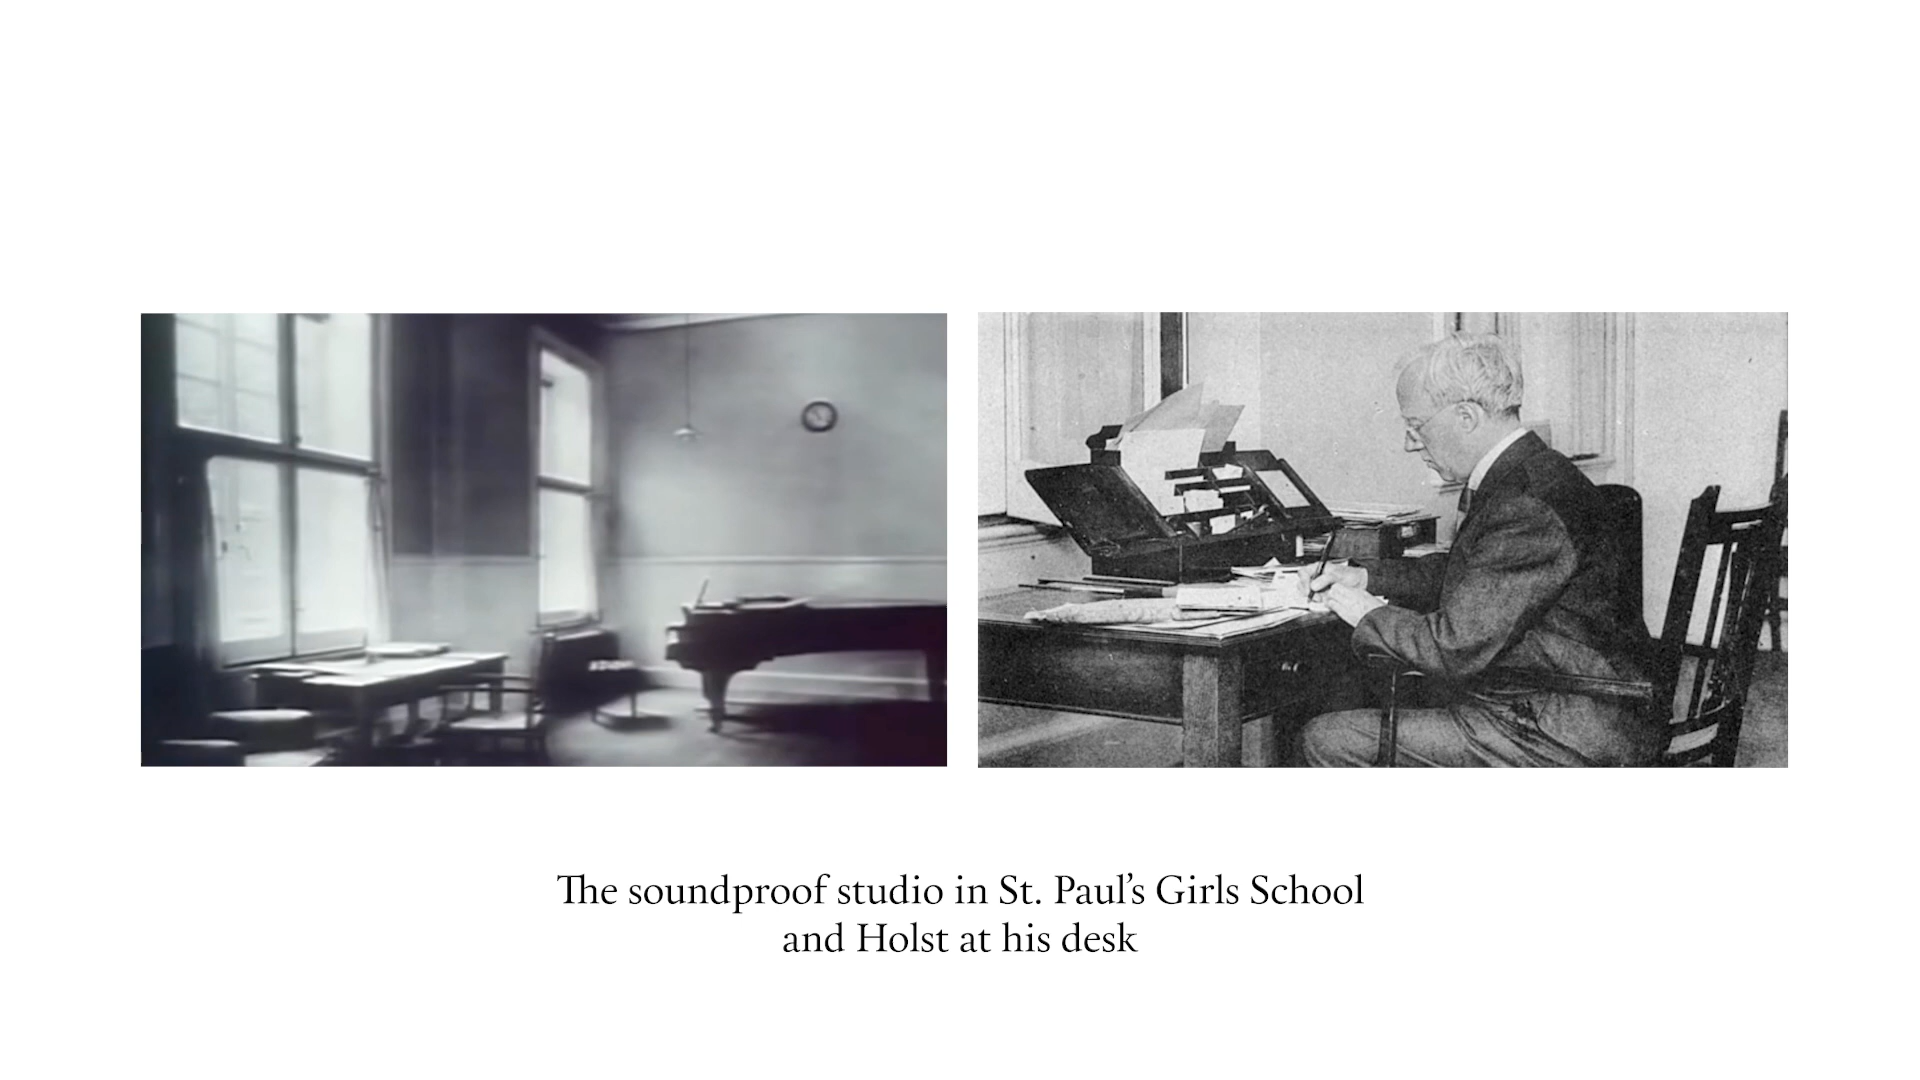 The soundproof studio in St. Paul’s Girls School
and Holst at his desk